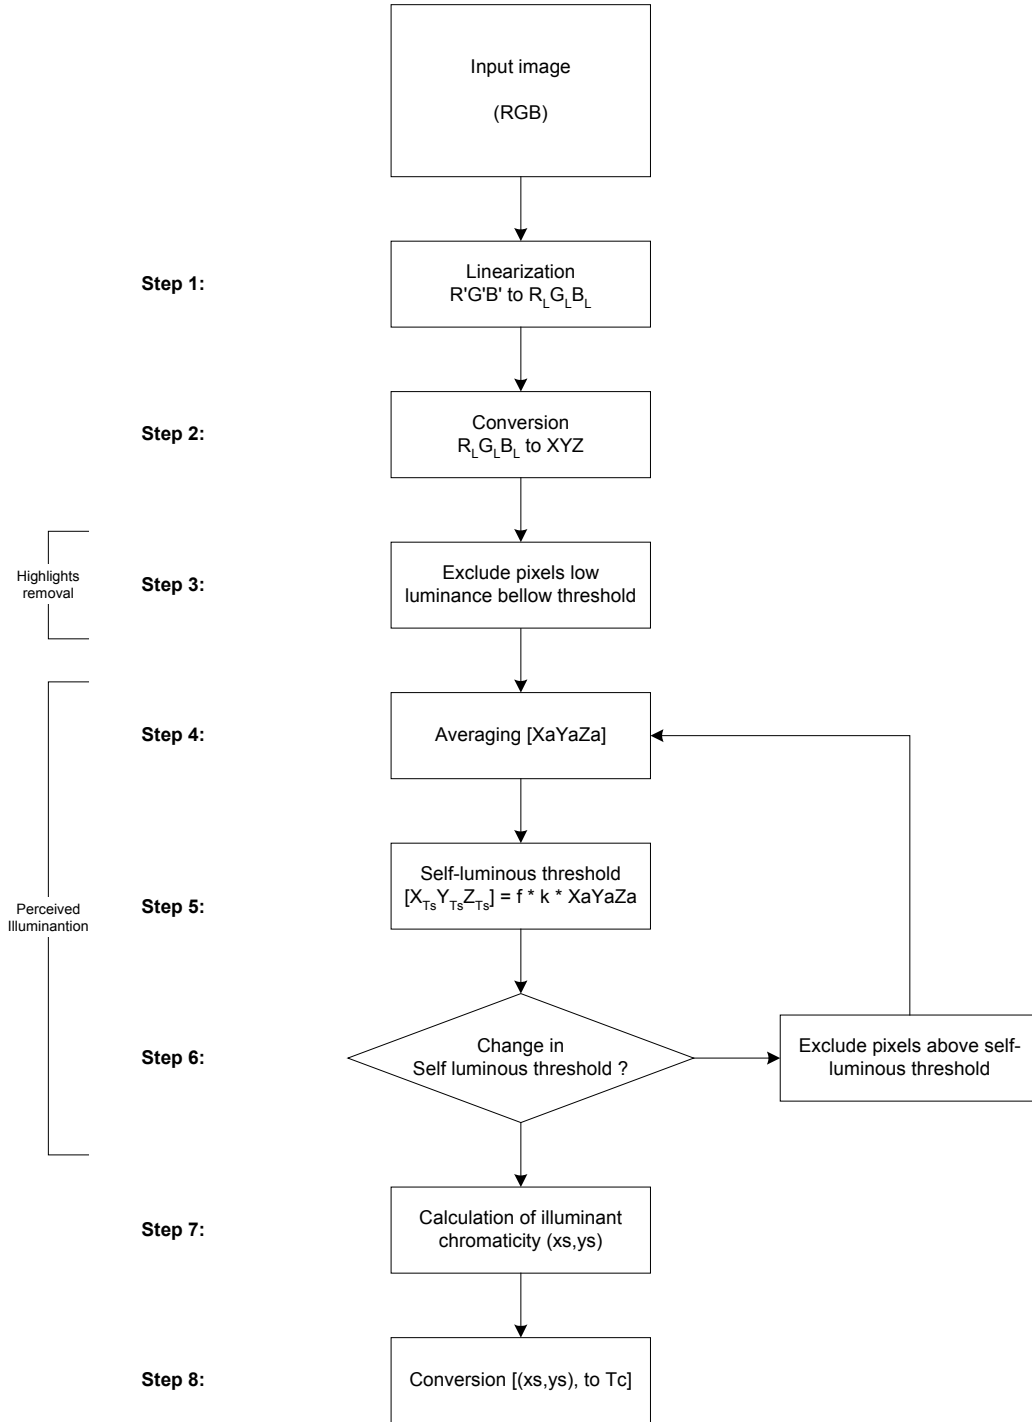 Input image
(RGB)
Step 1:
Linearization
R'G'B' to R_LG_LB_L
Step 2:
Conversion
R_LG_LB_L to XYZ
Highlights
removal
Step 3:
Exclude pixels low
luminance bellow threshold
Step 4:
Averaging [XaYaZa]
Perceived
Illuminantion
Step 5:
Self-luminous threshold
[X_TsY_TsZ_Ts] = f * k * XaYaZa
Step 6:
Change in
Self luminous threshold ?
Exclude pixels above self-
luminous threshold
Step 7:
Calculation of illuminant
chromaticity (xs,ys)
Step 8:
Conversion [(xs,ys), to Tc]